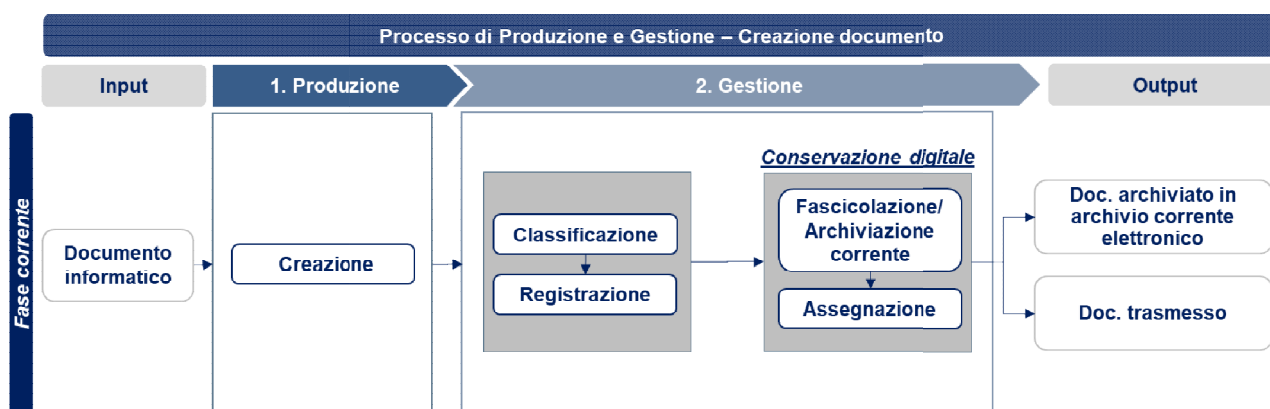 Processo di Produzione e Gestione – Creazione documento
Input
1. Produzione
2. Gestione
Output
Fase corrente
Documento
informatico
Creazione
Classificazione
Registrazione
Conservazione digitale
Fascicolazione/
Archiviazione
corrente
Assegnazione
Doc. archiviato in
archivio corrente
elettronico
Doc. trasmesso